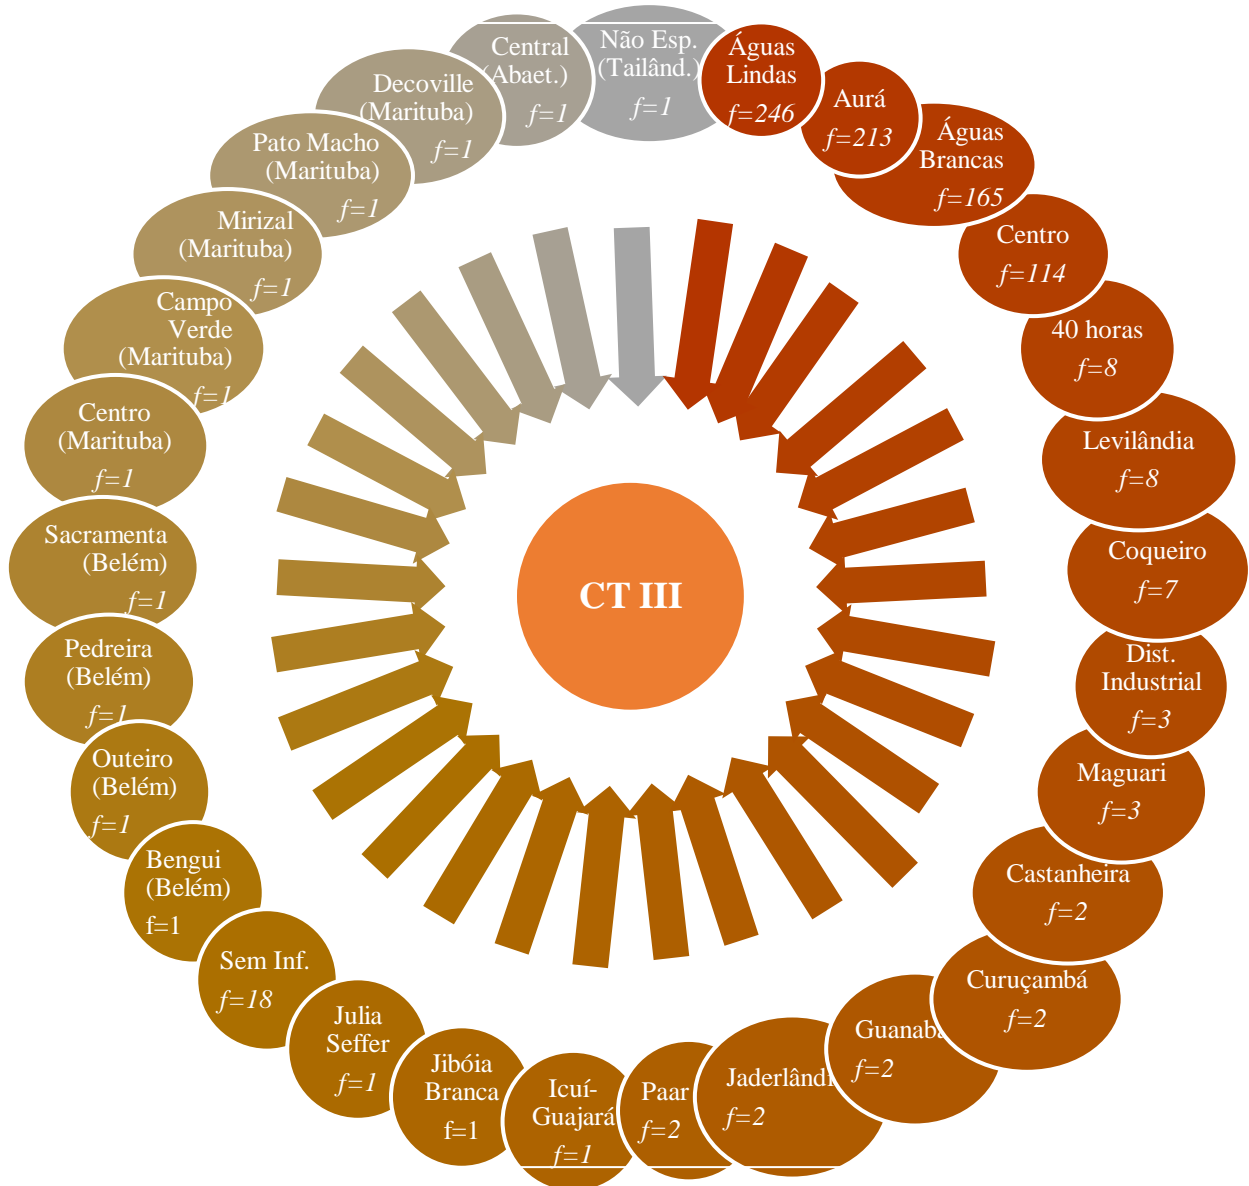 Águas
Lindas
f=246
Aurá
f=213
Águas
Brancas
f=165
Centro
f=114
40 horas
f=8
Levilândia
f=8
Coqueiro
f=7
Dist.
Industrial
f=3
Maguari
f=3
Castanheira
f=2
Curuçambá
f=2
Guanaba
f=2
Jaderlândi
f=2
Paar
f=2
Icuí-
Guajará
f=1
Jibóia
Branca
f=1
Julia
Seffer
f=1
Sem Inf.
f=18
Bengui
(Belém)
f=1
Outeiro
(Belém)
f=1
Pedreira
(Belém)
f=1
Sacramenta
(Belém)
f=1
Centro
(Marituba)
f=1
Campo
Verde
(Marituba)
f=1
Mirizal
(Marituba)
f=1
Pato Macho
(Marituba)
f=1
Decoville
(Marituba)
f=1
Central
(Abaet.)
f=1
Não Esp.
(Tailând.)
f=1
CT III